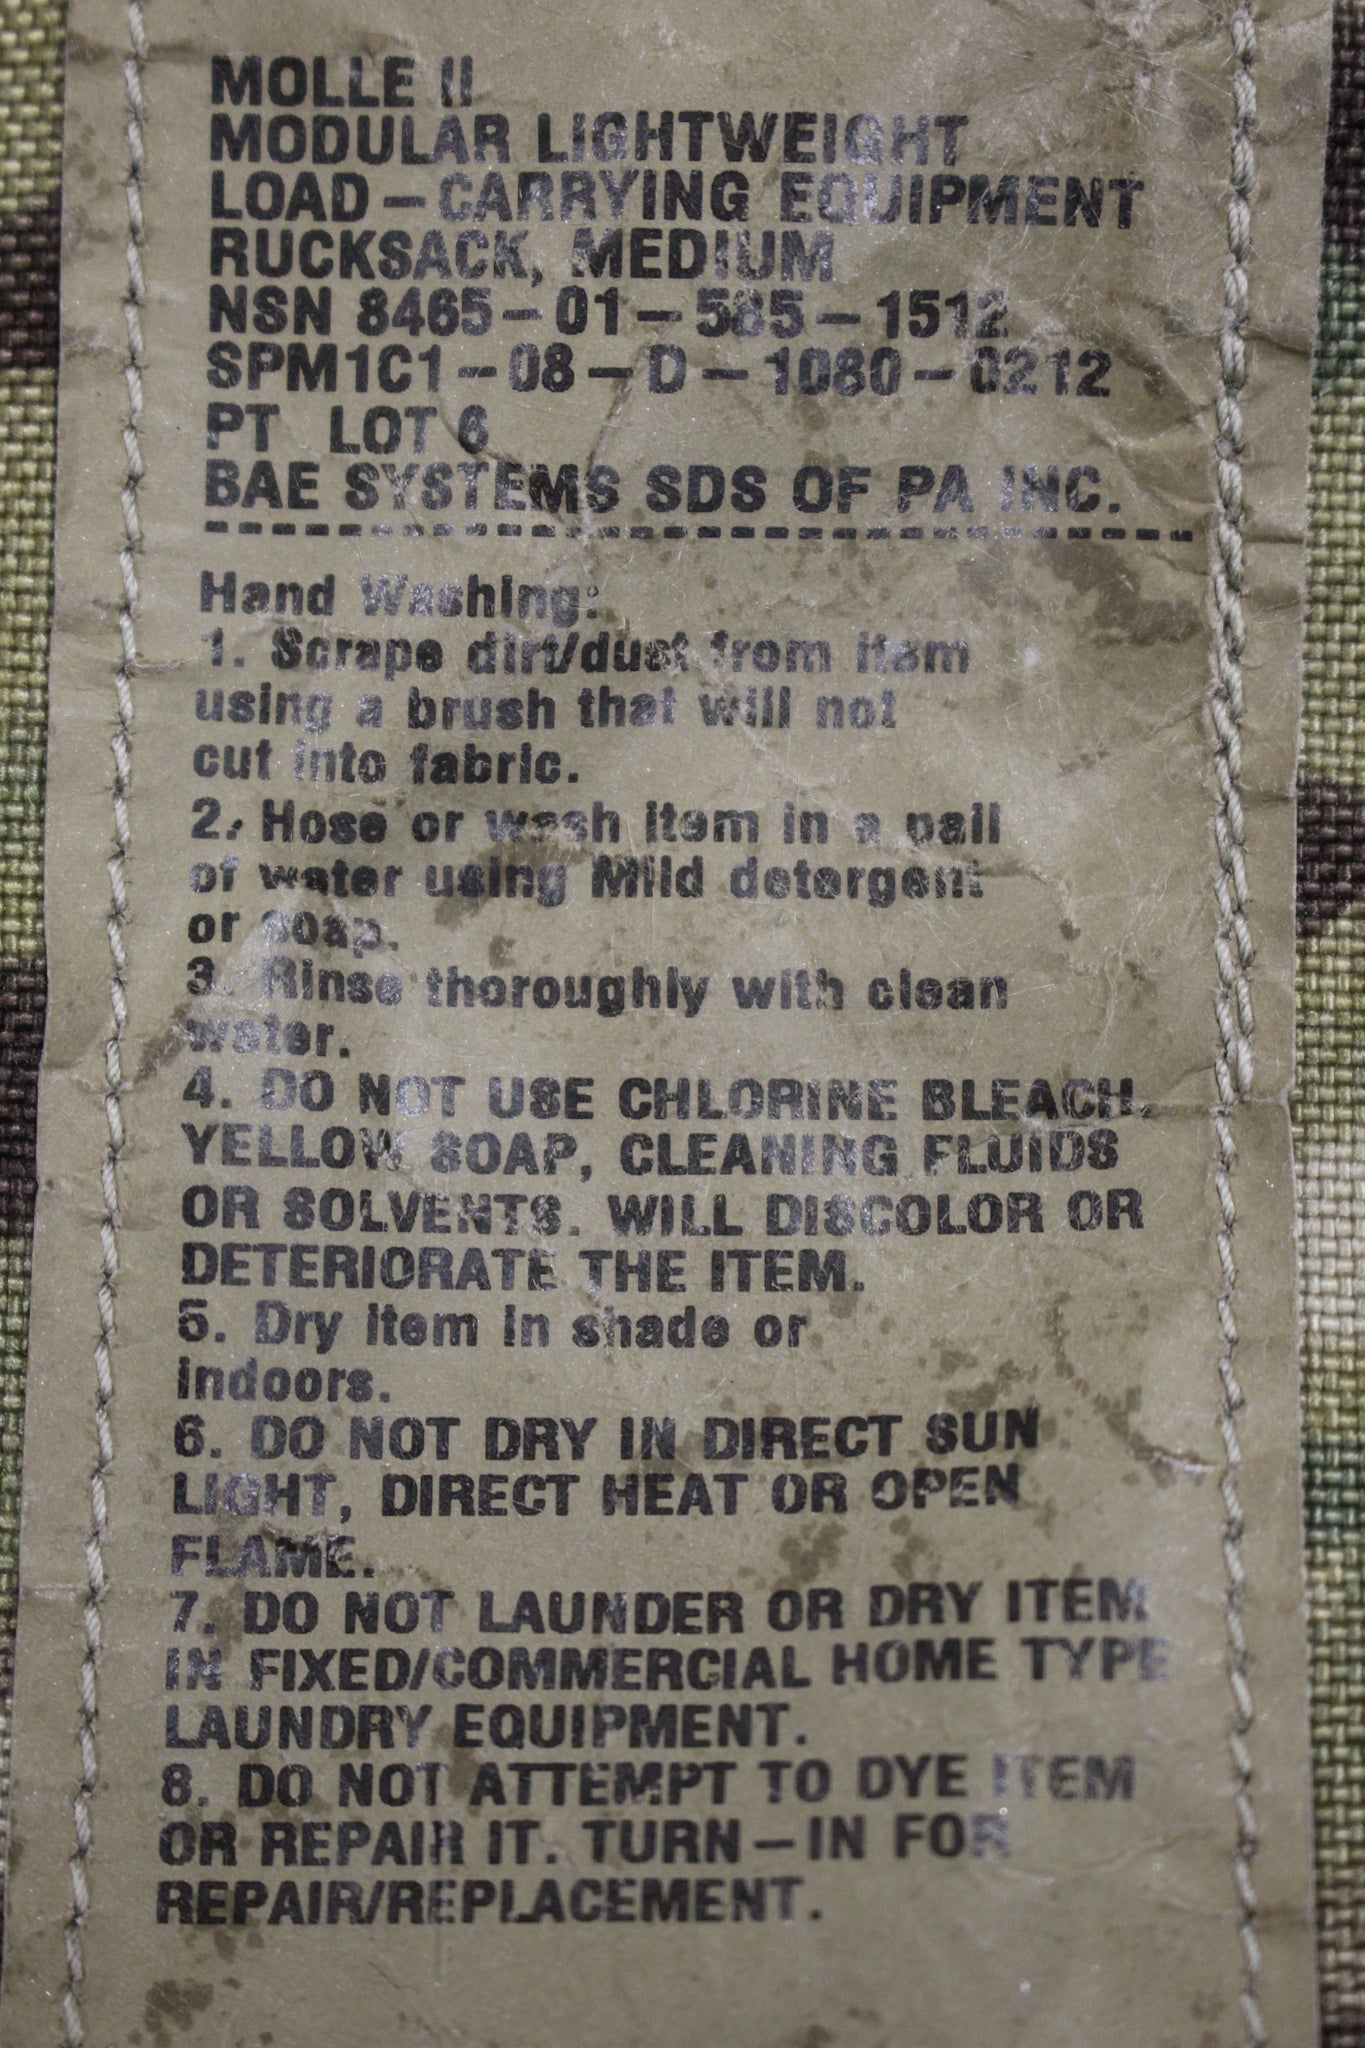 MOLLE II
MODULAR LIGHTWEIGHT
LOAD-CARRYING EQUIPMENT
RUCKSACK, MEDIUM
NSN 8465-01-585-1512
SPM1C1-08-D-1080-0212
PT LOT 6
BAE SYSTEMS SDS OF PA INC.
------------------------------
Hand Washing:
1. Scrape dirt/dust from item
using a brush that will not
cut into fabric.
2. Hose or wash item in a pail
of water using Mild detergent
or soap.
3. Rinse thoroughly with clean
water.
4. DO NOT USE CHLORINE BLEACH,
YELLOW SOAP, CLEANING FLUIDS
OR SOLVENTS. WILL DISCOLOR OR
DETERIORATE THE ITEM.
5. Dry item in shade or
indoors.
6. DO NOT DRY IN DIRECT SUN
LIGHT, DIRECT HEAT OR OPEN
FLAME.
7. DO NOT LAUNDER OR DRY ITEM
IN FIXED/COMMERCIAL HOME TYPE
LAUNDRY EQUIPMENT.
8. DO NOT ATTEMPT TO DYE ITEM
OR REPAIR IT. TURN-IN FOR
REPAIR/REPLACEMENT.